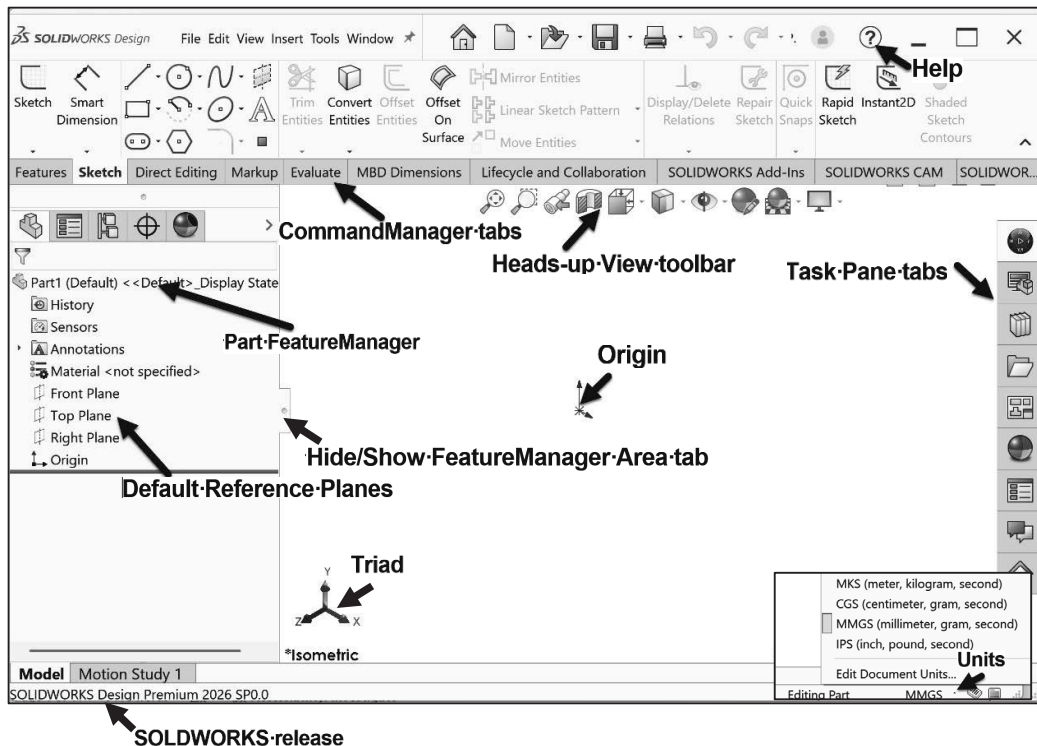 SOLIDWORKS Design File Edit View Insert Tools Window
Help
Sketch Smart Dimension Trim Entities Convert Entities Offset Entities Offset On Surface Mirror Entities Linear Sketch Pattern Move Entities Display/Delete Relations Repair Sketch Quick Snaps Rapid Sketch Instant2D Shaded Sketch Contours
Features Sketch Direct Editing Markup Evaluate MBD Dimensions Lifecycle and Collaboration SOLIDWORKS Add-Ins SOLIDWORKS CAM SOLIDWOR...
CommandManager·tabs
Heads-up·View·toolbar
Task·Pane·tabs
Part1 (Default) <<Default>_Display State
History
Sensors
Part·FeatureManager
Annotations
Origin
Material <not specified>
Front Plane
Top Plane
Right Plane
Origin
Hide/Show·FeatureManager·Area·tab
Default·Reference·Planes
Triad
Y
Z X
*Isometric
MKS (meter, kilogram, second)
CGS (centimeter, gram, second)
MMGS (millimeter, gram, second)
IPS (inch, pound, second)
Units
Edit Document Units...
Model Motion Study 1
SOLIDWORKS Design Premium 2026 SP0.0
Editing Part MMGS
SOLDWORKS·release